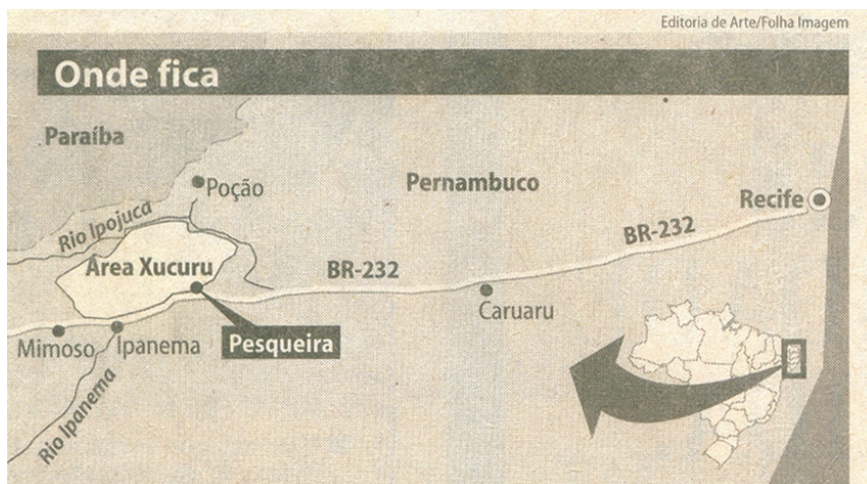 Editoria de Arte/Folha Imagem
Onde fica
Paraíba
Poção
Pernambuco
Recife
Rio Ipojuca
BR-232
Área Xucuru
BR-232
Caruaru
Pesqueira
Mimoso
Ipanema
Rio Ipanema